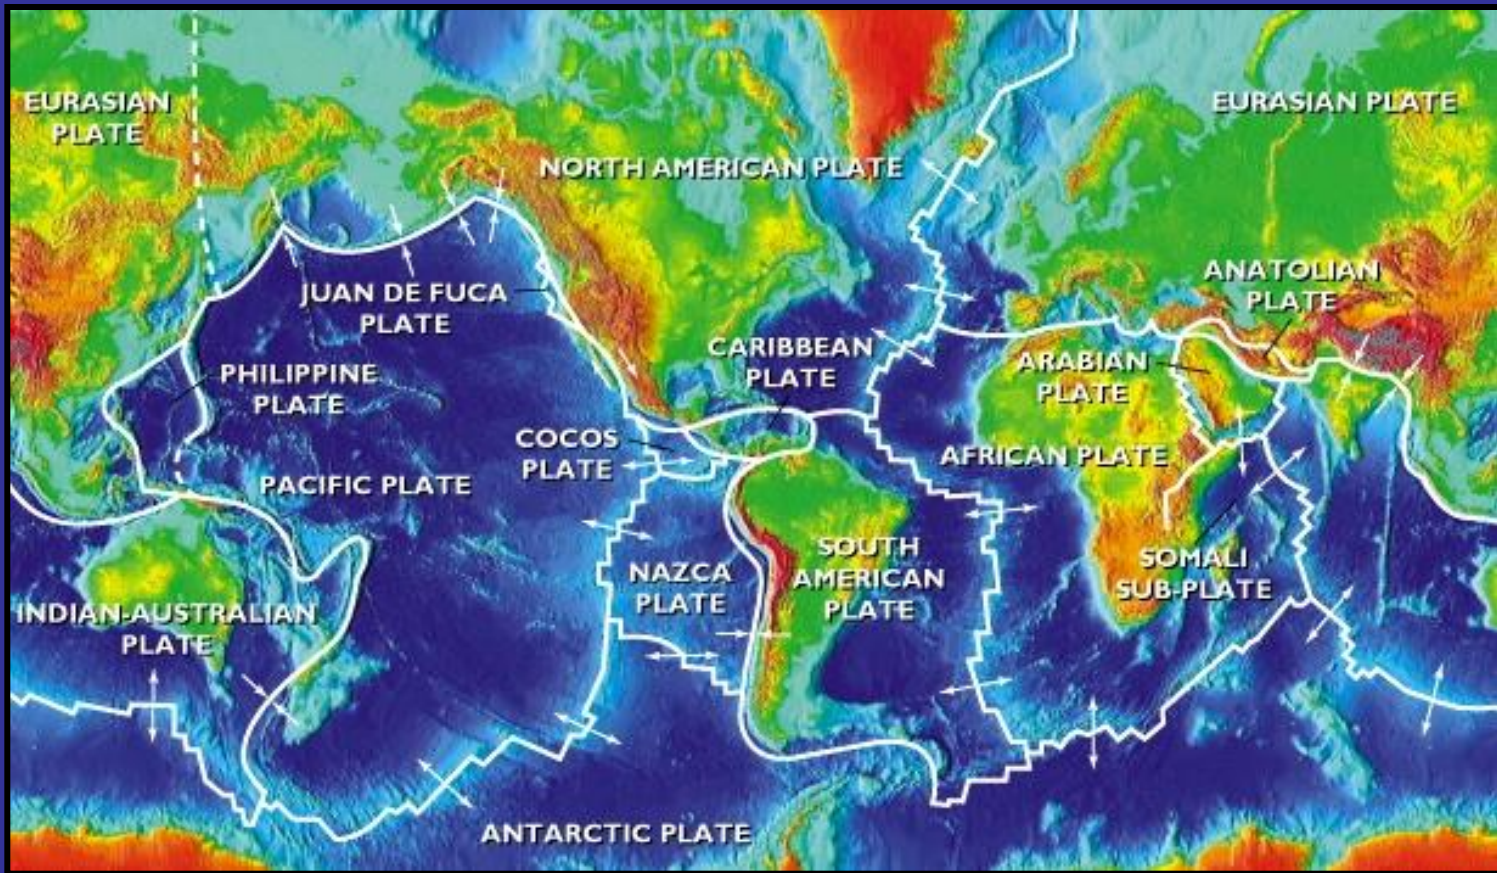 EURASIAN
PLATE
EURASIAN PLATE
NORTH AMERICAN PLATE
ANATOLIAN
PLATE
JUAN DE FUCA
PLATE
CARIBBEAN
PLATE
ARABIAN
PLATE
PHILIPPINE
PLATE
COCOS
PLATE
AFRICAN PLATE
PACIFIC PLATE
SOUTH
AMERICAN
PLATE
NAZCA
PLATE
SOMALI
SUB-PLATE
INDIAN-AUSTRALIAN
PLATE
ANTARCTIC PLATE